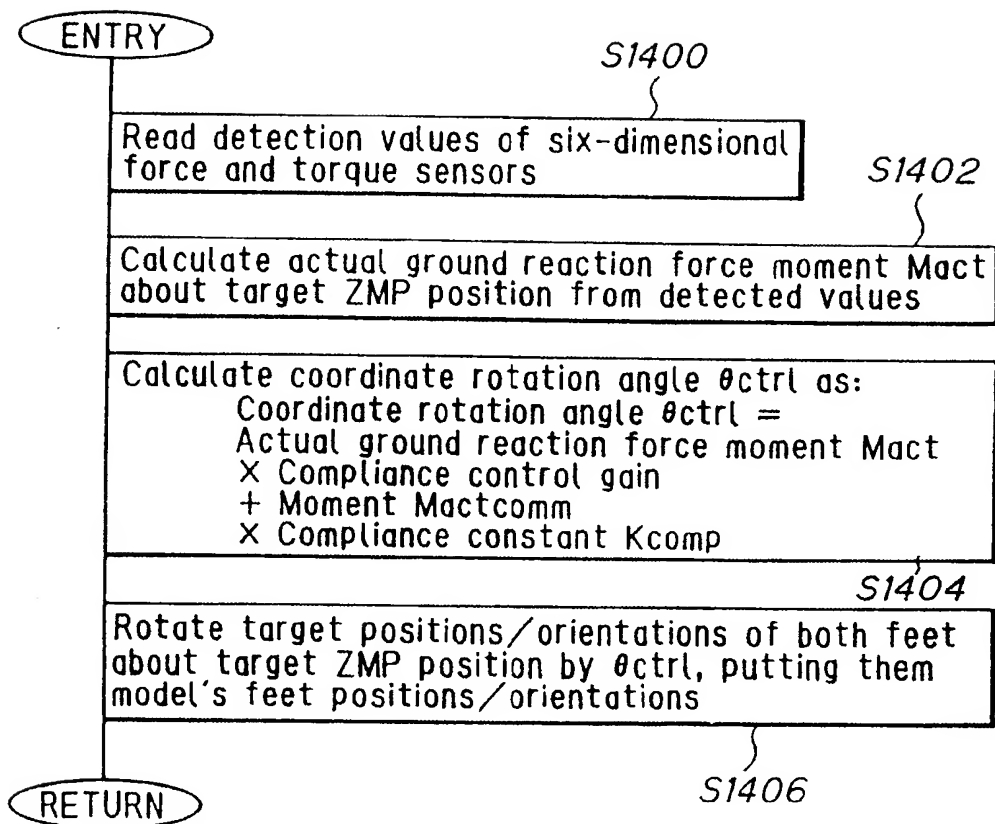 ENTRY
S1400
Read detection values of six-dimensional
force and torque sensors
S1402
Calculate actual ground reaction force moment Mact
about target ZMP position from detected values
Calculate coordinate rotation angle θctrl as:
Coordinate rotation angle θctrl =
Actual ground reaction force moment Mact
× Compliance control gain
+ Moment Mactcomm
× Compliance constant Kcomp
S1404
Rotate target positions/orientations of both feet
about target ZMP position by θctrl, putting them
model's feet positions/orientations
S1406
RETURN